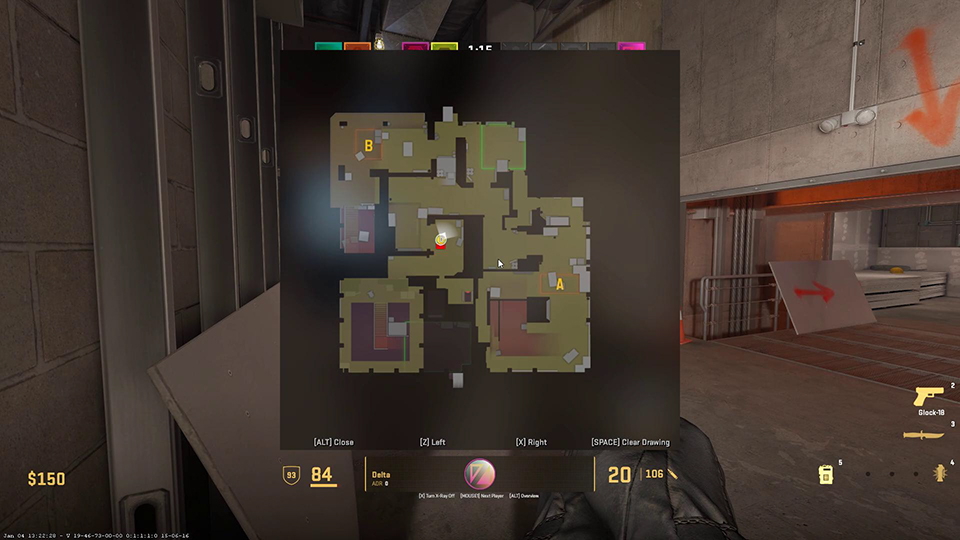 1:15
B
A
[ALT] Close
[Z] Left
[X] Right
[SPACE] Clear Drawing
2
Glock-18
3
$150
93
84
Delta
ADR 0
20 | 106
5
4
[X] Turn X-Ray Off [MOUSE1] Next Player [ALT] Overview